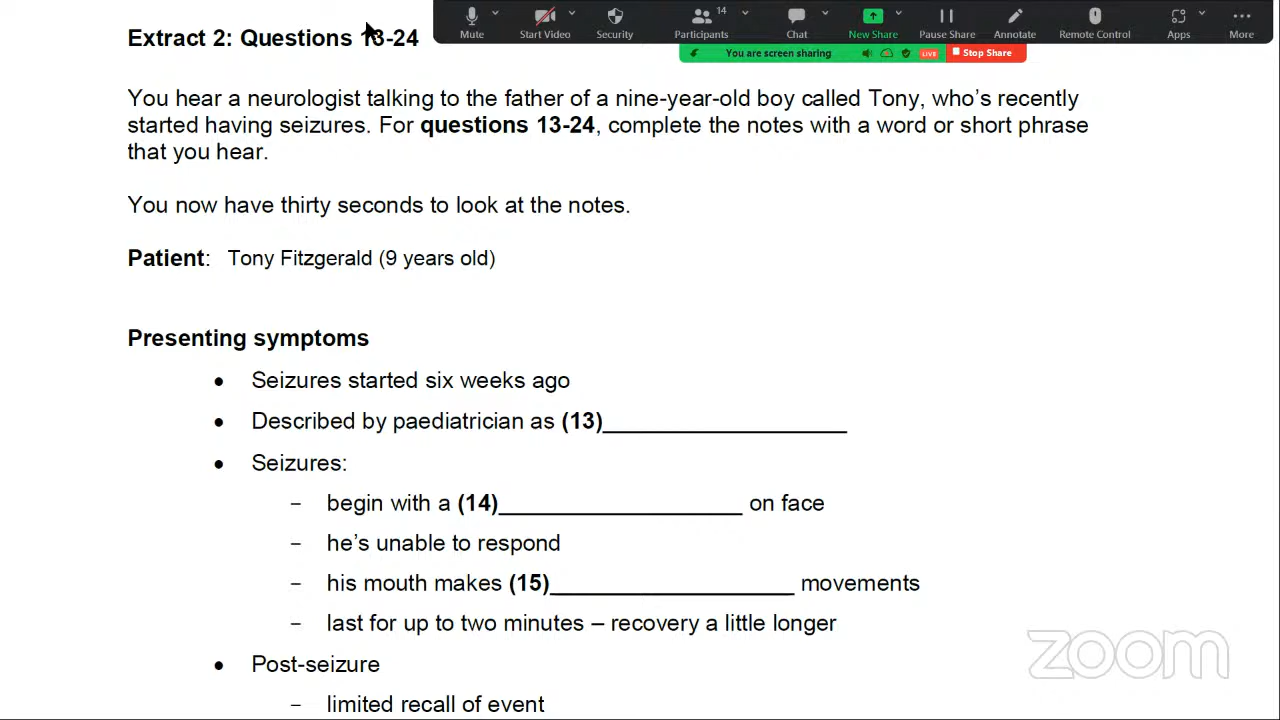 Mute
Start Video
Security
Participants
14
Chat
New Share
Pause Share
Annotate
Remote Control
Apps
More
You are screen sharing
LIVE
Stop Share
Extract 2: Questions 13-24
You hear a neurologist talking to the father of a nine-year-old boy called Tony, who's recently
started having seizures. For questions 13-24, complete the notes with a word or short phrase
that you hear.
You now have thirty seconds to look at the notes.
Patient: Tony Fitzgerald (9 years old)
Presenting symptoms
• Seizures started six weeks ago
• Described by paediatrician as (13)____________________
• Seizures:
– begin with a (14)____________________ on face
– he's unable to respond
– his mouth makes (15)____________________ movements
– last for up to two minutes – recovery a little longer
• Post-seizure
– limited recall of event
zoom